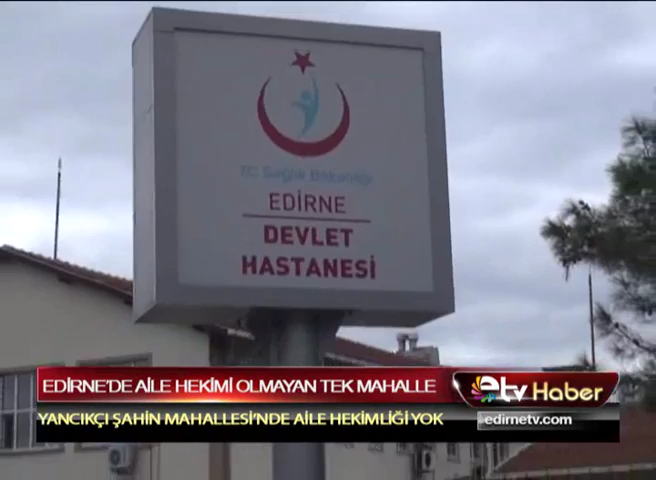 T.C. Sağlık Bakanlığı
EDİRNE
DEVLET
HASTANESİ
EDİRNE'DE AİLE HEKİMİ OLMAYAN TEK MAHALLE
etv Haber
YANCIKÇI ŞAHİN MAHALLESİ'NDE AİLE HEKİMLİĞİ YOK
edirnetv.com